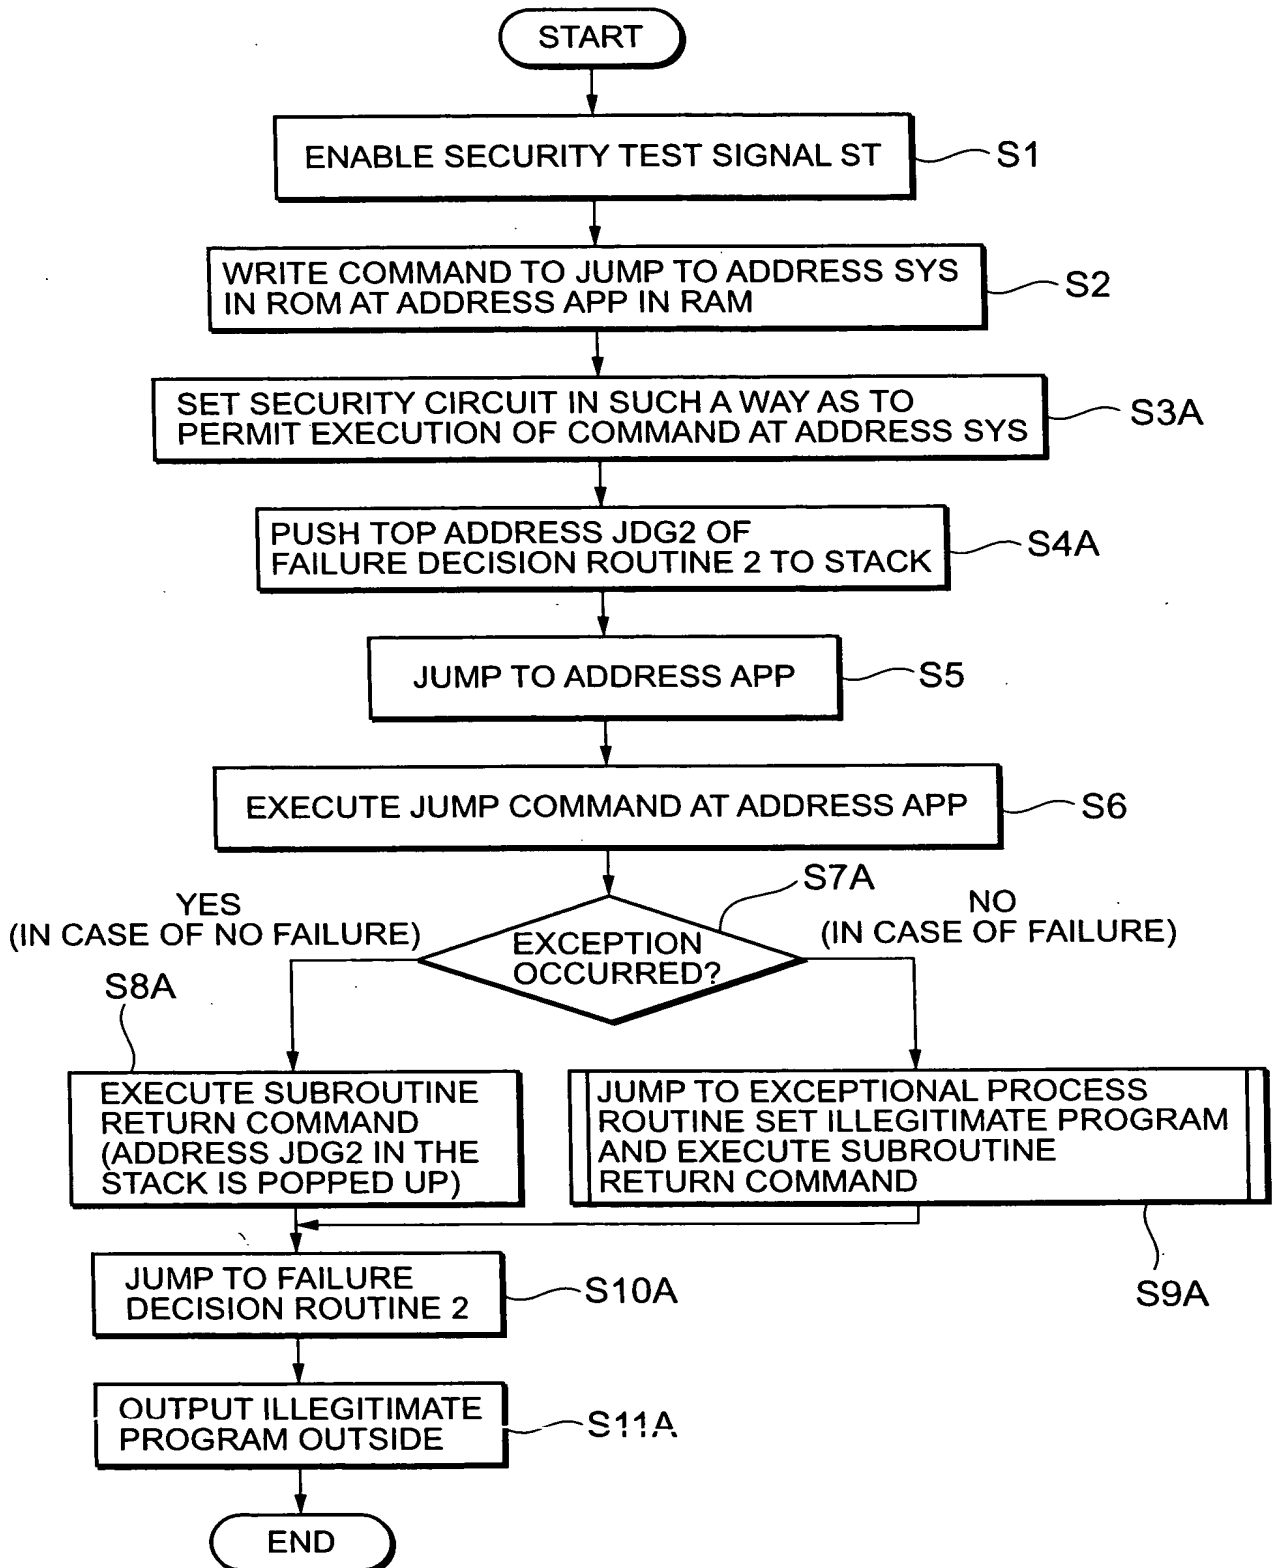 START
ENABLE SECURITY TEST SIGNAL ST
S1
WRITE COMMAND TO JUMP TO ADDRESS SYS
IN ROM AT ADDRESS APP IN RAM
S2
SET SECURITY CIRCUIT IN SUCH A WAY AS TO
PERMIT EXECUTION OF COMMAND AT ADDRESS SYS
S3A
PUSH TOP ADDRESS JDG2 OF
FAILURE DECISION ROUTINE 2 TO STACK
S4A
JUMP TO ADDRESS APP
S5
EXECUTE JUMP COMMAND AT ADDRESS APP
S6
S7A
YES
(IN CASE OF NO FAILURE)
NO
(IN CASE OF FAILURE)
EXCEPTION
OCCURRED?
S8A
EXECUTE SUBROUTINE
RETURN COMMAND
(ADDRESS JDG2 IN THE
STACK IS POPPED UP)
JUMP TO EXCEPTIONAL PROCESS
ROUTINE SET ILLEGITIMATE PROGRAM
AND EXECUTE SUBROUTINE
RETURN COMMAND
S9A
JUMP TO FAILURE
DECISION ROUTINE 2
S10A
OUTPUT ILLEGITIMATE
PROGRAM OUTSIDE
S11A
END